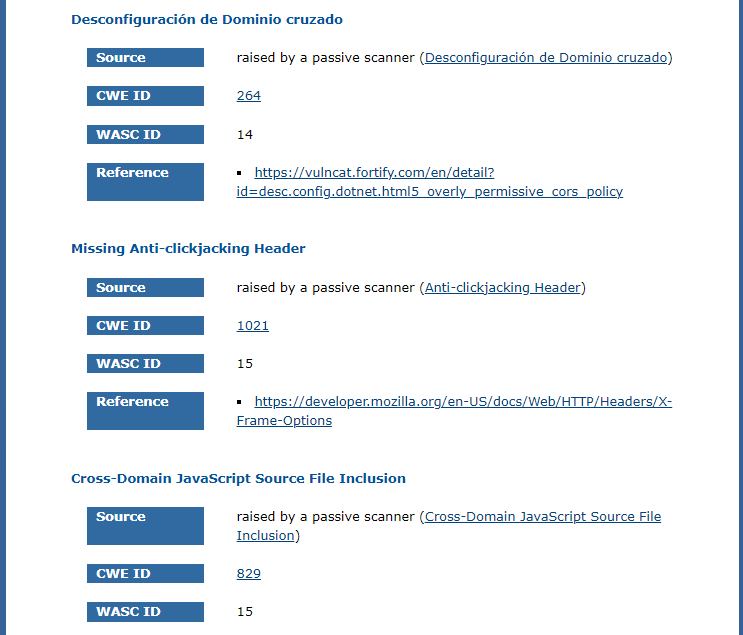 Desconfiguración de Dominio cruzado
Source raised by a passive scanner (Desconfiguración de Dominio cruzado)
CWE ID 264
WASC ID 14
Reference ▪ https://vulncat.fortify.com/en/detail?
id=desc.config.dotnet.html5_overly_permissive_cors_policy
Missing Anti-clickjacking Header
Source raised by a passive scanner (Anti-clickjacking Header)
CWE ID 1021
WASC ID 15
Reference ▪ https://developer.mozilla.org/en-US/docs/Web/HTTP/Headers/X-
Frame-Options
Cross-Domain JavaScript Source File Inclusion
Source raised by a passive scanner (Cross-Domain JavaScript Source File
Inclusion)
CWE ID 829
WASC ID 15